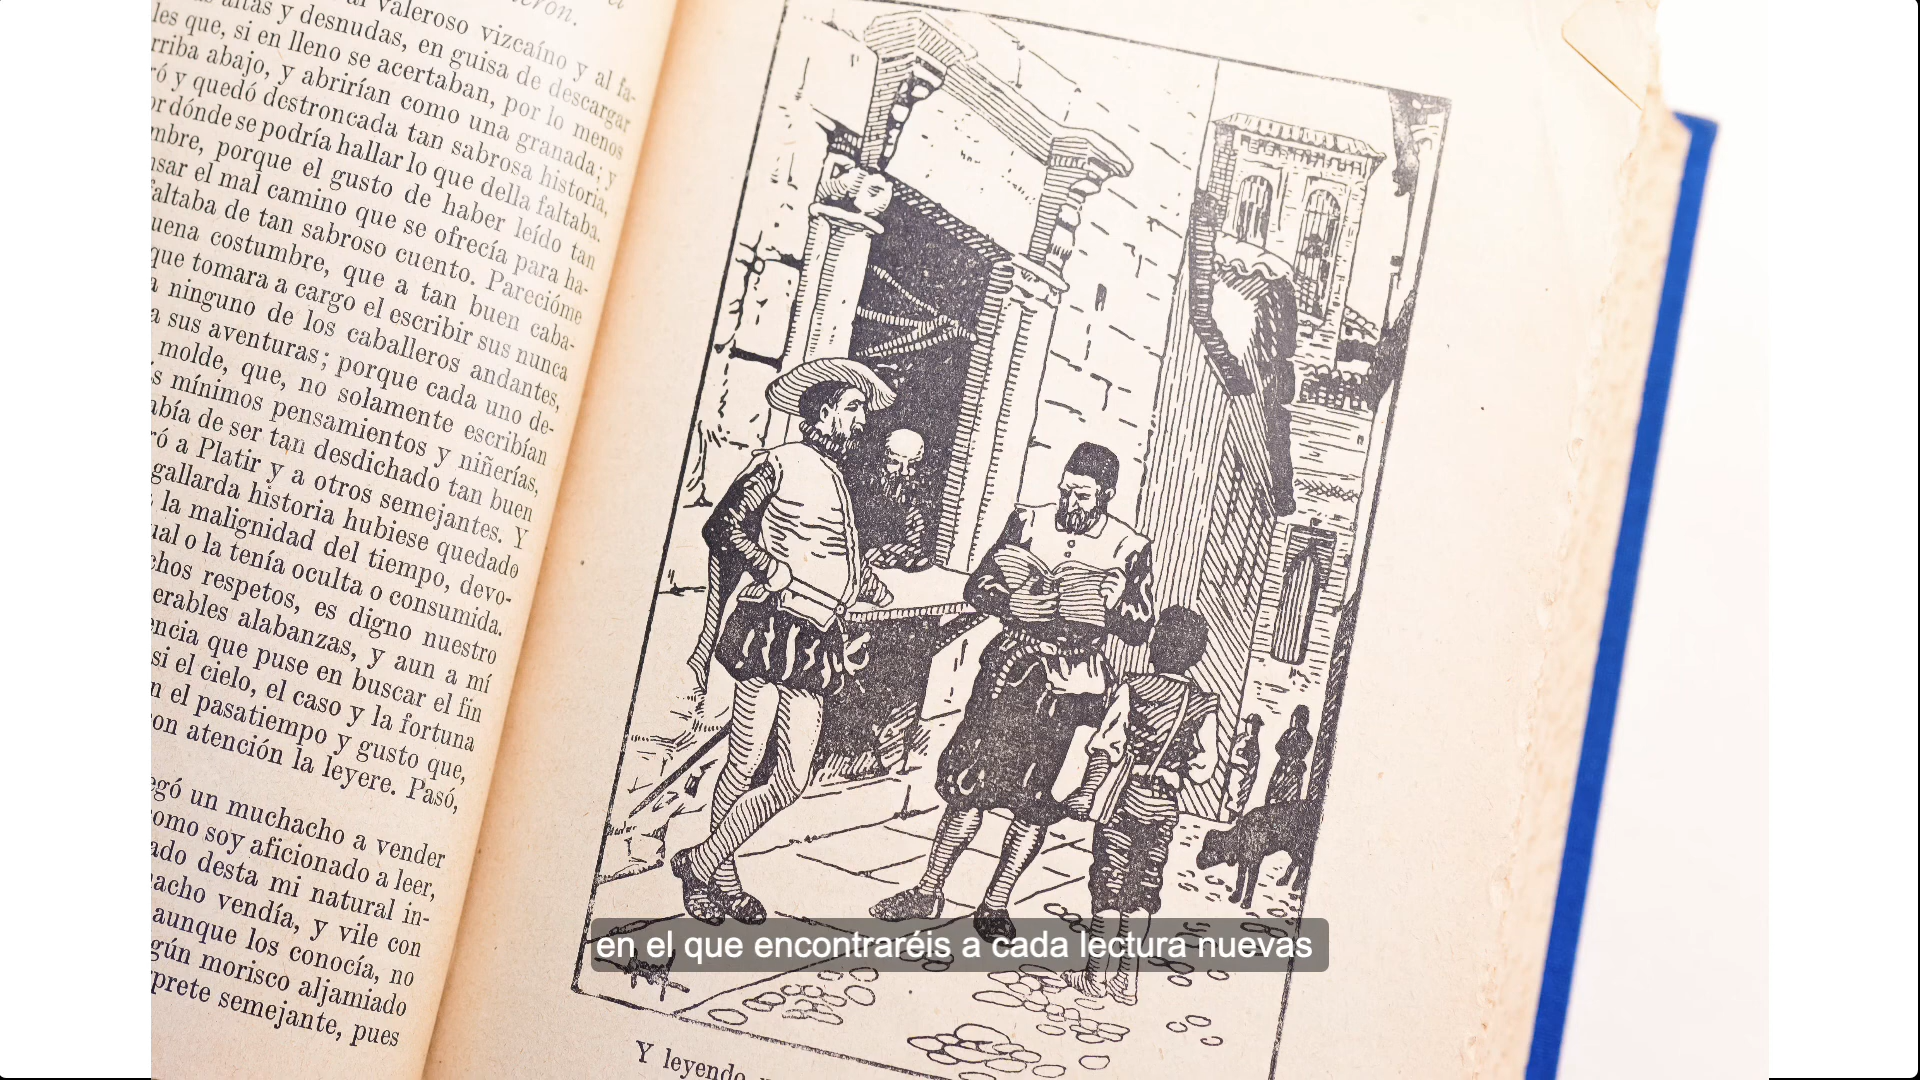 al valeroso vizcaíno y al fa-
altas y desnudas, en guisa de descargar
les que, si en lleno se acertaban, por lo menos
rriba abajo, y abrirían como una granada; y
ró y quedó destroncada tan sabrosa historia,
or dónde se podría hallar lo que della faltaba.
mbre, porque el gusto de haber leído tan
nsar el mal camino que se ofrecía para ha-
faltaba de tan sabroso cuento. Parecióme
uena costumbre, que a tan buen caba-
que tomara a cargo el escribir sus nunca
a ninguno de los caballeros andantes,
a sus aventuras; porque cada uno de-
molde, que, no solamente escribían
s mínimos pensamientos y niñerías,
abía de ser tan desdichado tan buen
ró a Platir y a otros semejantes. Y
gallarda historia hubiese quedado
la malignidad del tiempo, devo-
ual o la tenía oculta o consumida.
chos respetos, es digno nuestro
erables alabanzas, y aun a mí
encia que puse en buscar el fin
si el cielo, el caso y la fortuna
n el pasatiempo y gusto que,
on atención la leyere. Pasó,
egó un muchacho a vender
como soy aficionado a leer,
ado desta mi natural in-
acho vendía, y vile con
aunque los conocía, no
gún morisco aljamiado
prete semejante, pues
Y leyendo
en el que encontraréis a cada lectura nuevas